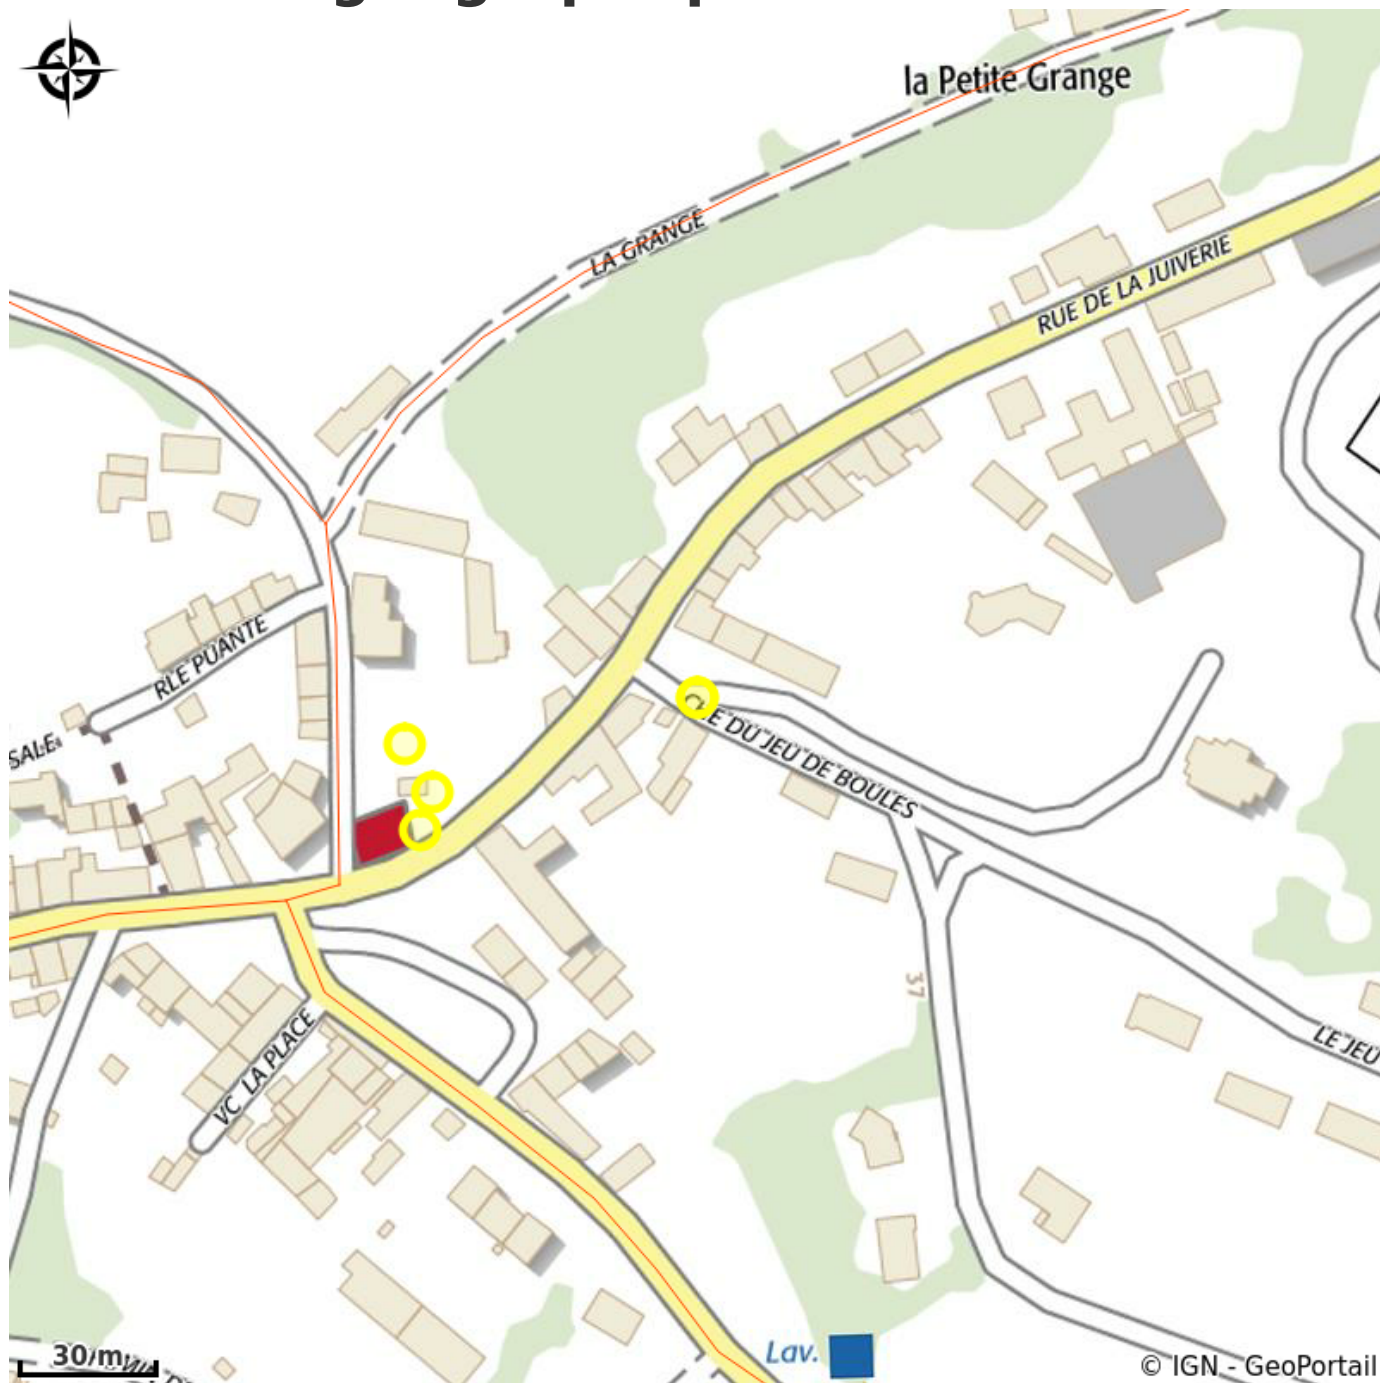 la Petite Grange
LA GRANGE
RUE DE LA JUIVERIE
RLE PUANTE
SALE
CHE DU JEU DE BOULES
37
LE JEU
VC LA PLACE
Lav.
30 m
© IGN - GeoPortail